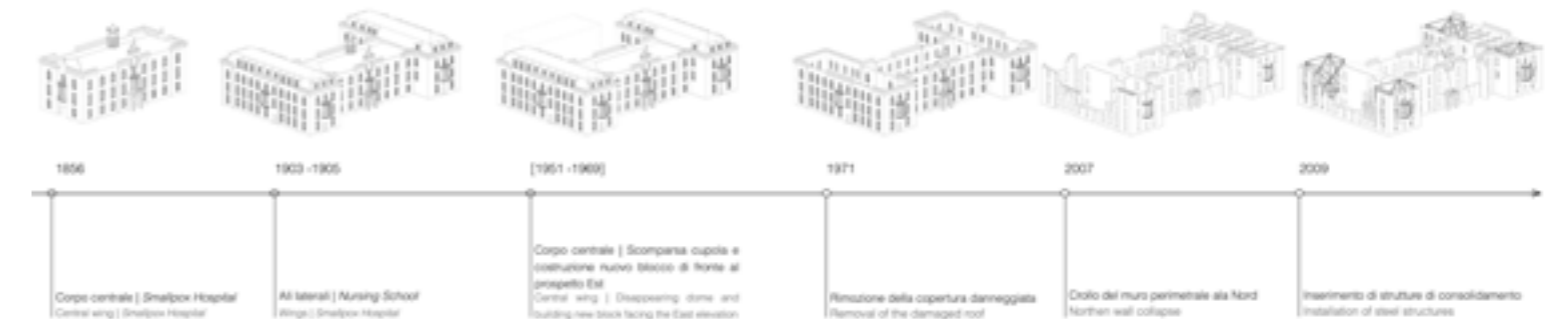 1856
1903 -1905
[1951 -1969]
1971
2007
2009
Corpo centrale | Smallpox Hospital
Central wing | Smallpox Hospital
Ali laterali | Nursing School
Wings | Smallpox Hospital
Corpo centrale | Scomparsa cupola e
costruzione nuovo blocco di fronte al
prospetto Est
Central wing | Disappearing dome and
building new block facing the East elevation
Rimozione della copertura danneggiata
Removal of the damaged roof
Crollo del muro perimetrale ala Nord
Northen wall collapse
Inserimento di strutture di consolidamento
Installation of steel structures